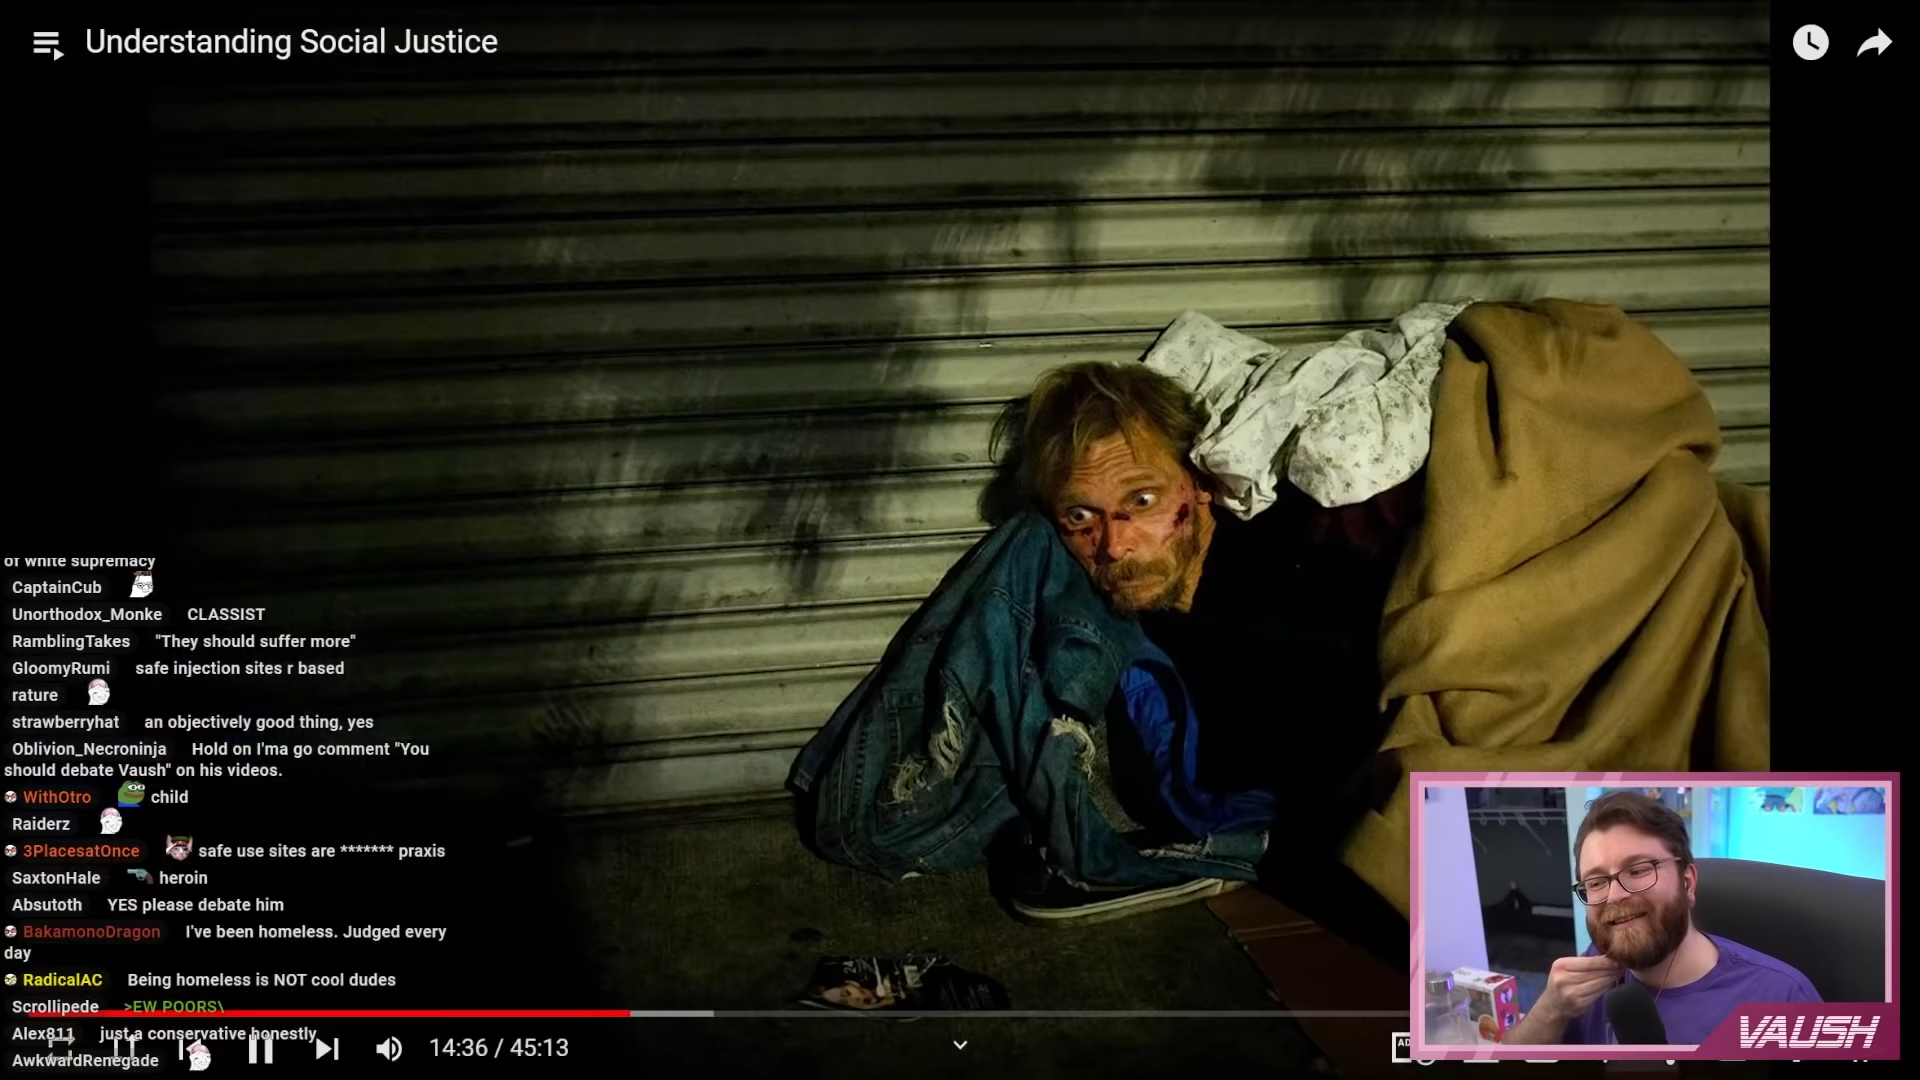 Understanding Social Justice
of white supremacy
CaptainCub
Unorthodox_Monke CLASSIST
RamblingTakes "They should suffer more"
GloomyRumi safe injection sites r based
rature
strawberryhat an objectively good thing, yes
Oblivion_Necroninja Hold on I'ma go comment "You
should debate Vaush" on his videos.
WithOtro child
Raiderz
3PlacesatOnce safe use sites are ******* praxis
SaxtonHale heroin
Absutoth YES please debate him
BakamonoDragon I've been homeless. Judged every
day
RadicalAC Being homeless is NOT cool dudes
Scrollipede >EW POORS\
Alex811 just a conservative honestly
AwkwardRenegade
14:36 / 45:13
VAUSH